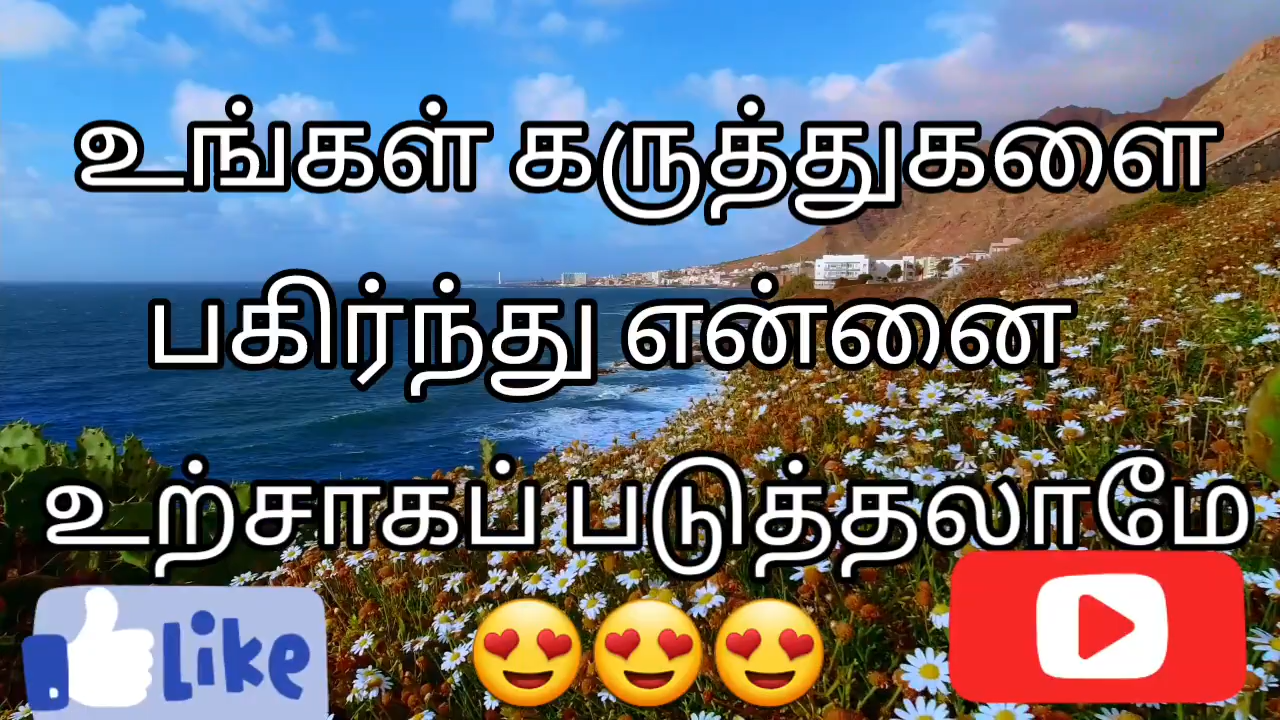 உங்கள் கருத்துகளை
பகிர்ந்து என்னை
உற்சாகப் படுத்தலாமே
Like